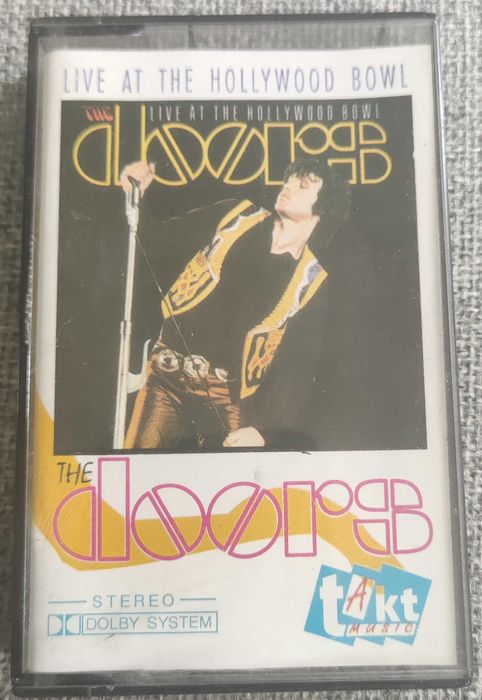 LIVE AT THE HOLLYWOOD BOWL
THE
LIVE AT THE HOLLYWOOD BOWL
doors
THE
doors
STEREO
DOLBY SYSTEM
tAkt
MUSIC